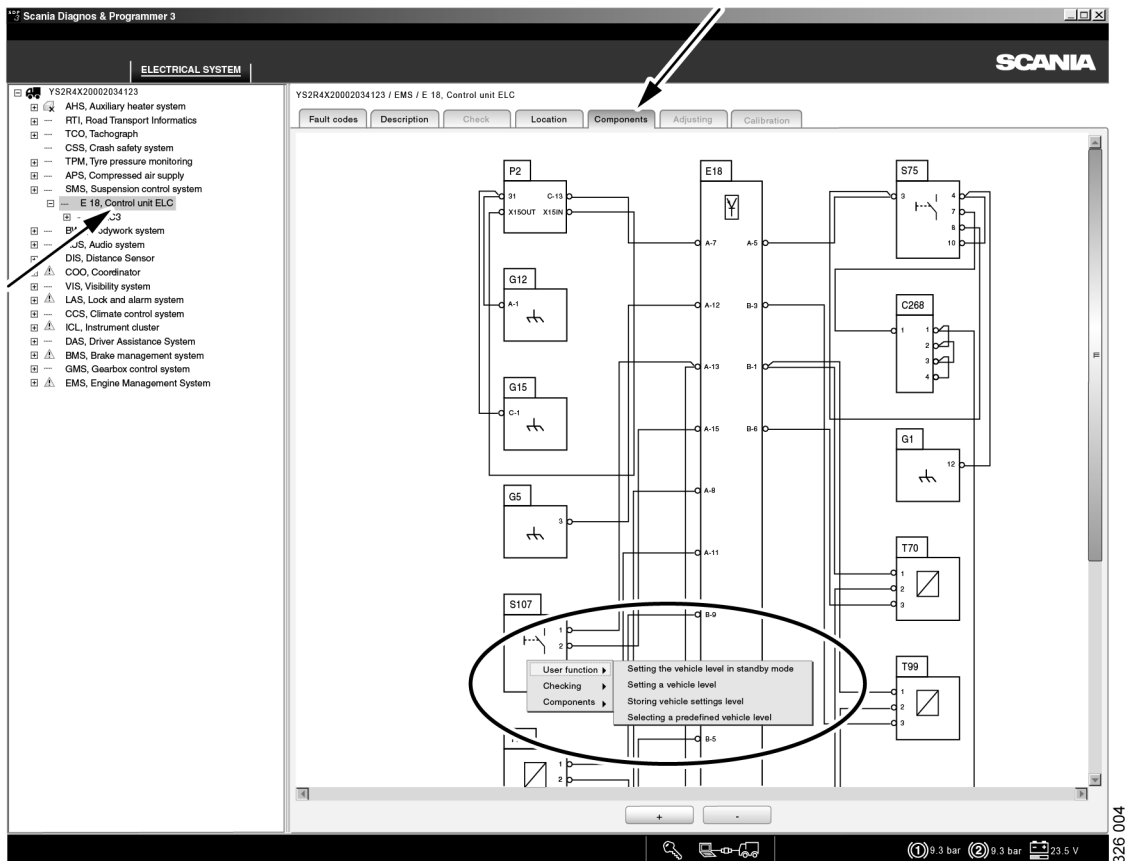 Scania Diagnos & Programmer 3
SCANIA
ELECTRICAL SYSTEM
YS2R4X20002034123
AHS, Auxiliary heater system
RTI, Road Transport Informatics
TCO, Tachograph
CSS, Crash safety system
TPM, Tyre pressure monitoring
APS, Compressed air supply
SMS, Suspension control system
E 18, Control unit ELC
C3
system
Audio system
DIS, Distance Sensor
COO, Coordinator
VIS, Visibility system
LAS, Lock and alarm system
CCS, Climate control system
ICL, Instrument cluster
DAS, Driver Assistance System
BMS, Brake management system
GMS, Gearbox control system
EMS, Engine Management System
YS2R4X20002034123 / EMS / E 18, Control unit ELC
Fault codes Description Check Location Components Adjusting Calibration
P2
31 C-13
X15OUT X15IN
G12
A-1
G15
C-1
G5
3
S107
1
2
1
2
E18
A-7 A-5
A-12 B-3
A-13 B-1
A-15 B-6
A-8
A-11
B-9
B-5
S75
3 4
7
8
10
C268
1 1
2
3
4
G1
12
T70
1
2
3
T99
1
2
3
User function
Checking
Components
Setting the vehicle level in standby mode
Setting a vehicle level
Storing vehicle settings level
Selecting a predefined vehicle level
+ -
1 9.3 bar 2 9.3 bar 23.5 V
326 004